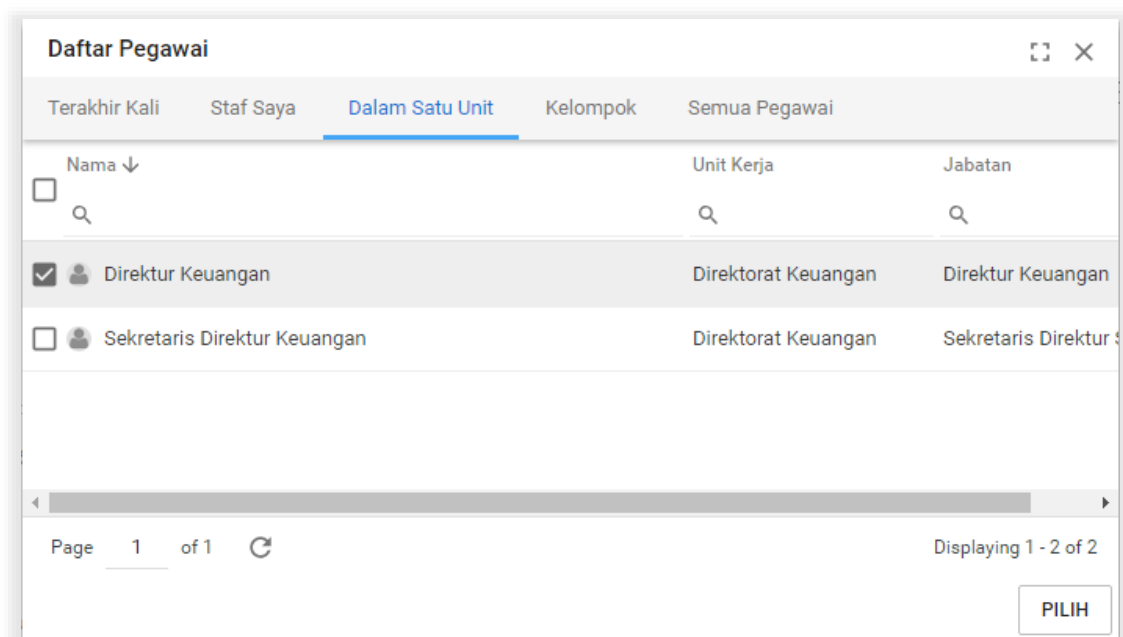 Daftar Pegawai
Terakhir Kali Staf Saya Dalam Satu Unit Kelompok Semua Pegawai
Nama Unit Kerja Jabatan
Direktur Keuangan Direktorat Keuangan Direktur Keuangan
Sekretaris Direktur Keuangan Direktorat Keuangan Sekretaris Direktur
Page 1 of 1 Displaying 1 - 2 of 2
PILIH